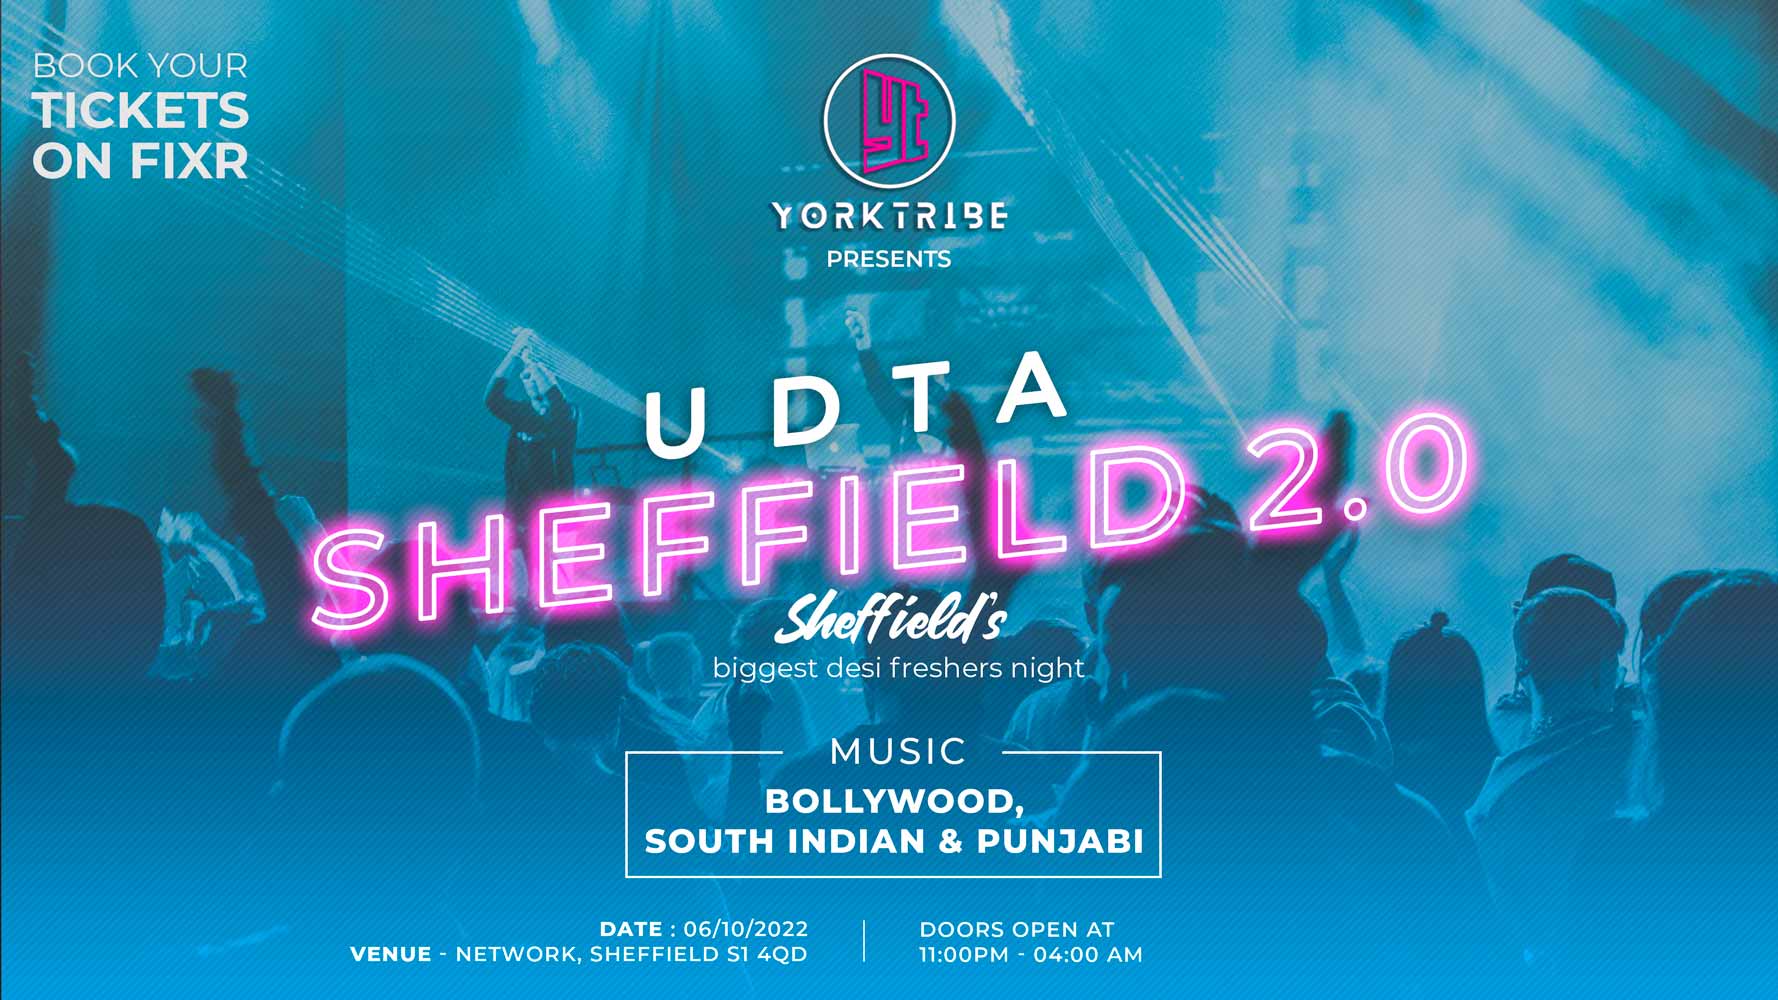 BOOK YOUR
TICKETS
ON FIXR
yt
YORKTRIBE
PRESENTS
UDTA
SHEFFIELD 2.0
Sheffield's
biggest desi freshers night
MUSIC
BOLLYWOOD,
SOUTH INDIAN & PUNJABI
DATE : 06/10/2022
VENUE - NETWORK, SHEFFIELD S1 4QD
DOORS OPEN AT
11:00PM - 04:00 AM